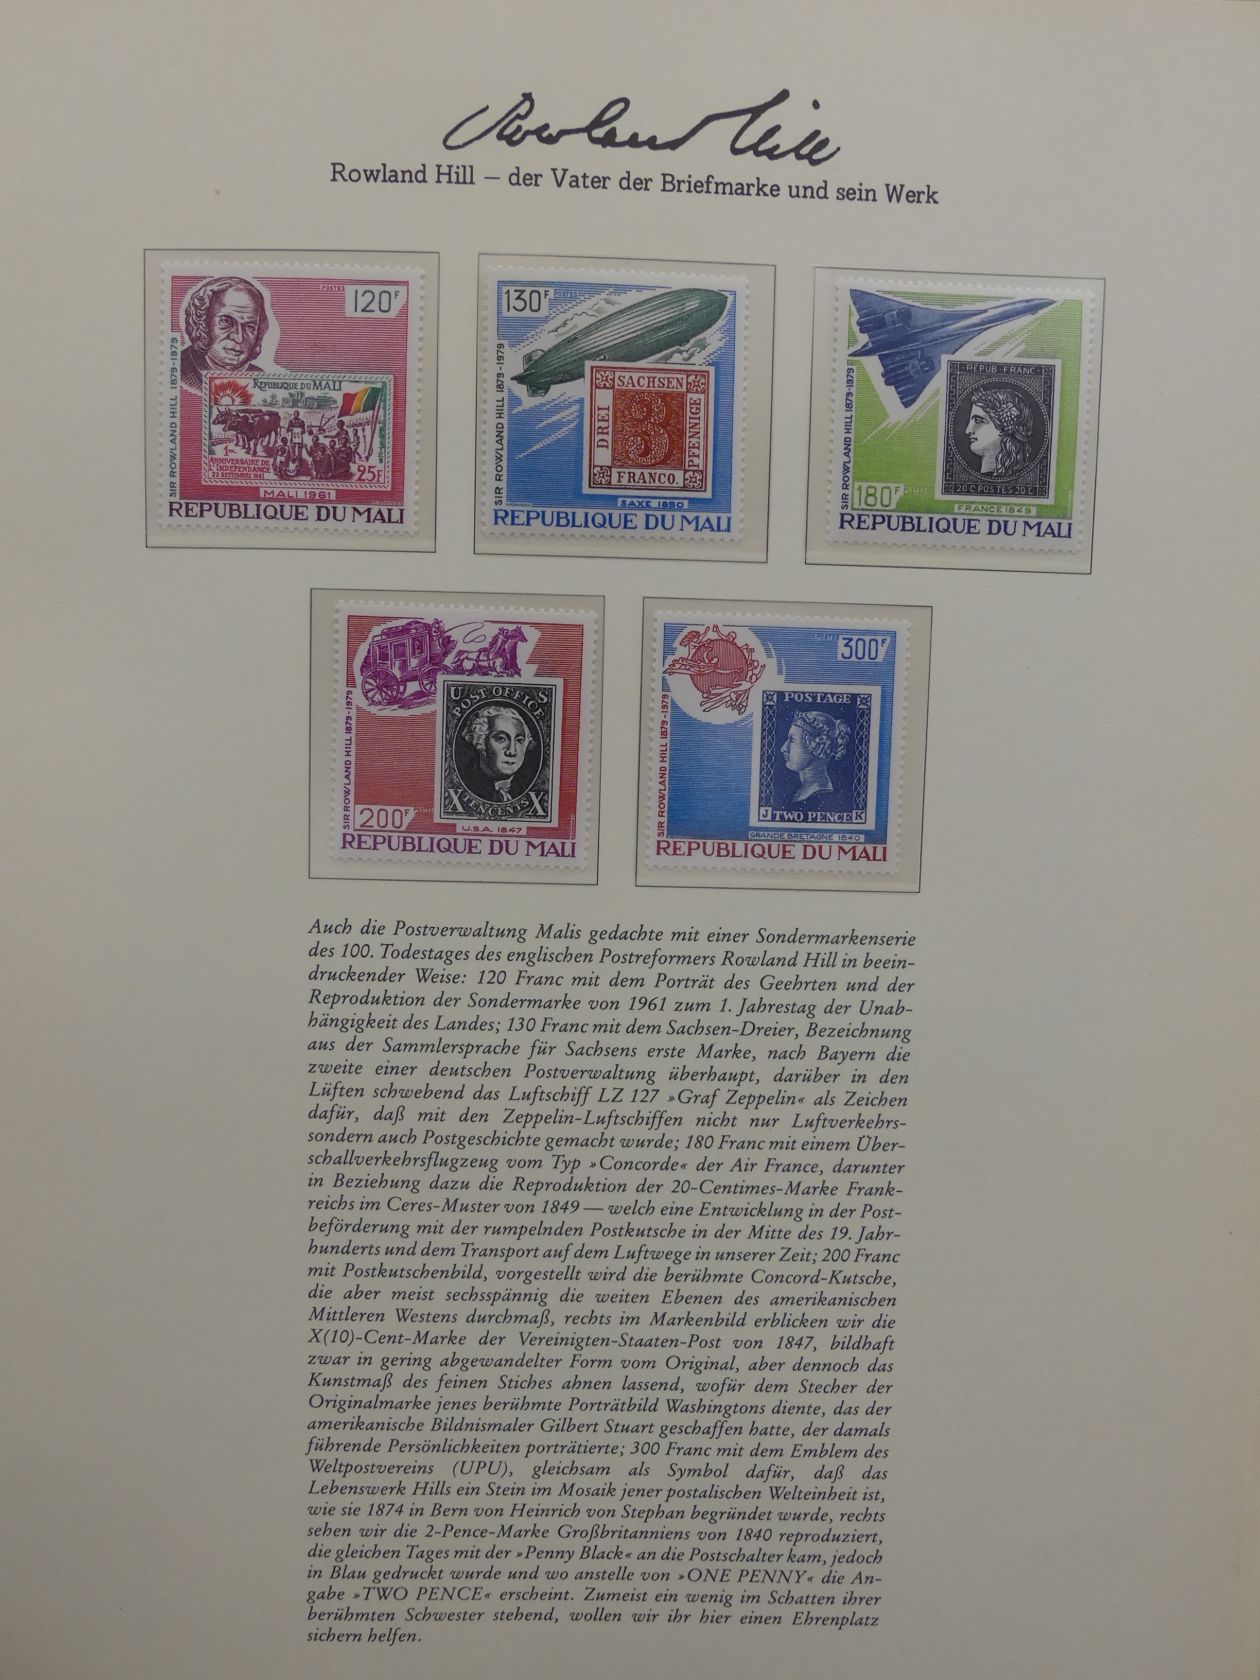 Rowland Hill
Rowland Hill – der Vater der Briefmarke und sein Werk
POSTES
120F
SIR ROWLAND HILL 1879-1979
REPUBLIQUE DU MALI
1er
ANNIVERSAIRE DE
L'INDEPENDANCE
22 SEPTEMBRE 1961
25F
MALI 1961
REPUBLIQUE DU MALI
130F
POSTES
SIR ROWLAND HILL 1879-1979
SACHSEN
DREI
3
PFENNIGE
FRANCO.
SAXE 1850
REPUBLIQUE DU MALI
SIR ROWLAND HILL 1879-1979
REPUB. FRANC.
20 C. POSTES. 20 C.
180F
POSTES
FRANCE 1849
REPUBLIQUE DU MALI
SIR ROWLAND HILL 1879-1979
U S
POST OFFICE
X TEN CENTS X
200F
POSTES
U.S.A. 1847
REPUBLIQUE DU MALI
POSTES
300F
SIR ROWLAND HILL 1879-1979
POSTAGE
J TWO PENCE K
GRANDE BRETAGNE 1840
REPUBLIQUE DU MALI
Auch die Postverwaltung Malis gedachte mit einer Sondermarkenserie
des 100. Todestages des englischen Postreformers Rowland Hill in beein-
druckender Weise: 120 Franc mit dem Porträt des Geehrten und der
Reproduktion der Sondermarke von 1961 zum 1. Jahrestag der Unab-
hängigkeit des Landes; 130 Franc mit dem Sachsen-Dreier, Bezeichnung
aus der Sammlersprache für Sachsens erste Marke, nach Bayern die
zweite einer deutschen Postverwaltung überhaupt, darüber in den
Lüften schwebend das Luftschiff LZ 127 »Graf Zeppelin« als Zeichen
dafür, daß mit den Zeppelin-Luftschiffen nicht nur Luftverkehrs-
sondern auch Postgeschichte gemacht wurde; 180 Franc mit einem Über-
schallverkehrsflugzeug vom Typ »Concorde« der Air France, darunter
in Beziehung dazu die Reproduktion der 20-Centimes-Marke Frank-
reichs im Ceres-Muster von 1849 — welch eine Entwicklung in der Post-
beförderung mit der rumpelnden Postkutsche in der Mitte des 19. Jahr-
hunderts und dem Transport auf dem Luftwege in unserer Zeit; 200 Franc
mit Postkutschenbild, vorgestellt wird die berühmte Concord-Kutsche,
die aber meist sechsspännig die weiten Ebenen des amerikanischen
Mittleren Westens durchmaß, rechts im Markenbild erblicken wir die
X(10)-Cent-Marke der Vereinigten-Staaten-Post von 1847, bildhaft
zwar in gering abgewandelter Form vom Original, aber dennoch das
Kunstmaß des feinen Stiches ahnen lassend, wofür dem Stecher der
Originalmarke jenes berühmte Porträtbild Washingtons diente, das der
amerikanische Bildnismaler Gilbert Stuart geschaffen hatte, der damals
führende Persönlichkeiten porträtierte; 300 Franc mit dem Emblem des
Weltpostvereins (UPU), gleichsam als Symbol dafür, daß das
Lebenswerk Hills ein Stein im Mosaik jener postalischen Welteinheit ist,
wie sie 1874 in Bern von Heinrich von Stephan begründet wurde, rechts
sehen wir die 2-Pence-Marke Großbritanniens von 1840 reproduziert,
die gleichen Tages mit der »Penny Black« an die Postschalter kam, jedoch
in Blau gedruckt wurde und wo anstelle von »ONE PENNY« die An-
gabe »TWO PENCE« erscheint. Zumeist ein wenig im Schatten ihrer
berühmten Schwester stehend, wollen wir ihr hier einen Ehrenplatz
sichern helfen.